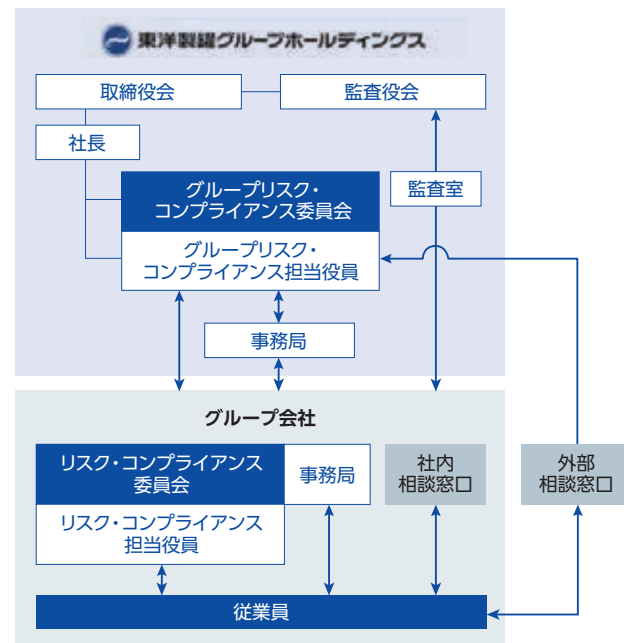 東洋製罐グループホールディングス
取締役会
監査役会
社長
グループリスク・
コンプライアンス委員会
監査室
グループリスク・
コンプライアンス担当役員
事務局
グループ会社
リスク・コンプライアンス
委員会
事務局
社内
相談窓口
外部
相談窓口
リスク・コンプライアンス
担当役員
従業員